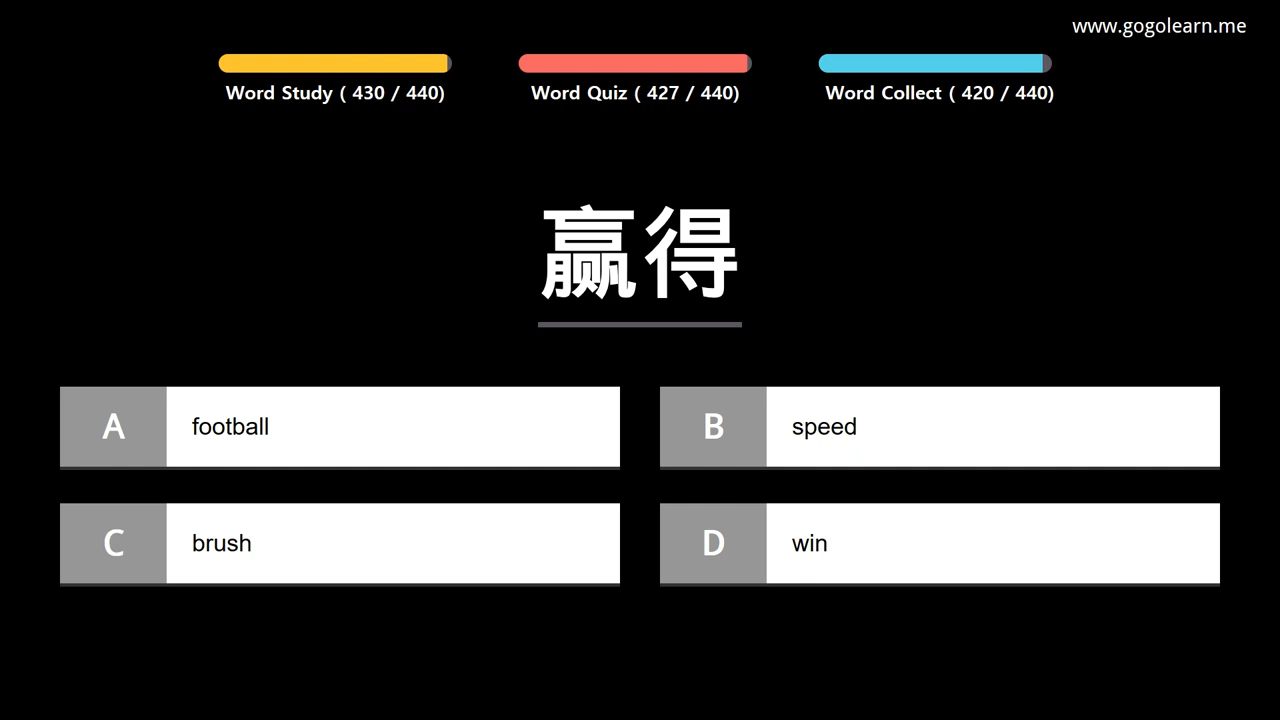 www.gogolearn.me
Word Study ( 430 / 440)
Word Quiz ( 427 / 440)
Word Collect ( 420 / 440)
赢得
A football
B speed
C brush
D win